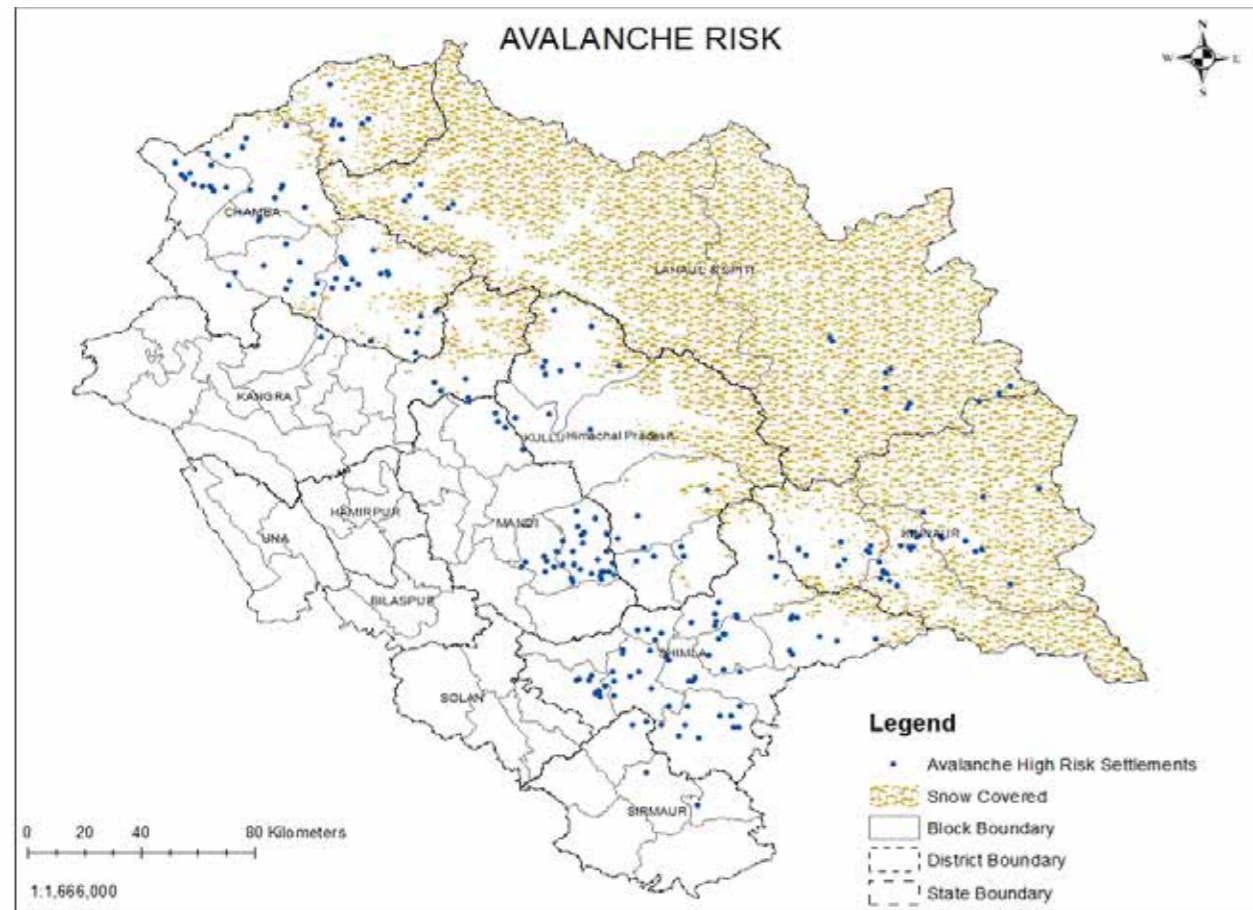 AVALANCHE RISK
N
W E
S
CHAMBA
LAHAUL & SPITI
KANGRA
KULLU
Himachal Pradesh
HAMIRPUR
MANDI
UNA
KINNAUR
BILASPUR
SHIMLA
SOLAN
SIRMAUR
Legend
Avalanche High Risk Settlements
Snow Covered
Block Boundary
District Boundary
State Boundary
0 20 40 80 Kilometers
1:1,666,000